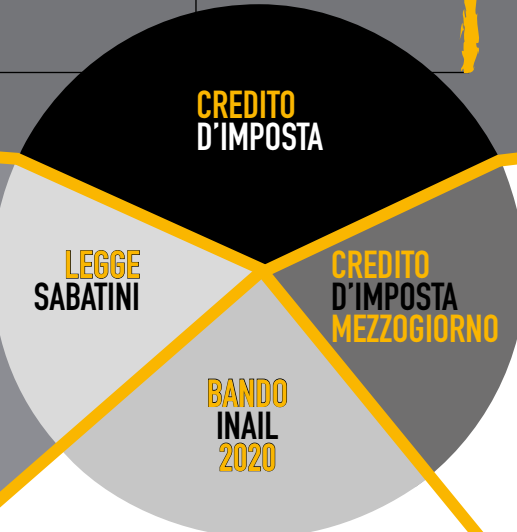 CREDITO
D'IMPOSTA
LEGGE
SABATINI
CREDITO
D'IMPOSTA
MEZZOGIORNO
BANDO
INAIL
2020